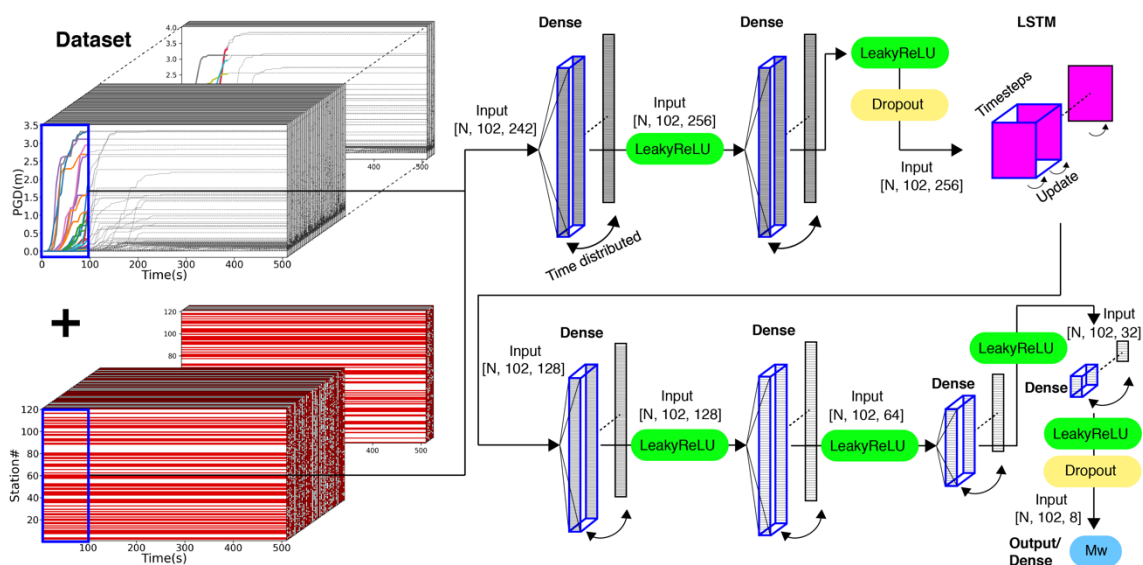 Dataset
4.0
3.5
3.0
2.5
400
500
3.5
3.0
2.5
2.0
1.5
1.0
0.5
0.0
PGD(m)
0
100
200
300
400
500
Time(s)
+
120
100
80
400
500
120
100
80
60
40
20
Station#
0
100
200
300
400
500
Time(s)
Input
[N, 102, 242]
Dense
Time distributed
Input
[N, 102, 256]
LeakyReLU
Dense
LeakyReLU
Dropout
Input
[N, 102, 256]
LSTM
Timesteps
Update
Input
[N, 102, 128]
Dense
Input
[N, 102, 128]
LeakyReLU
Dense
Input
[N, 102, 64]
LeakyReLU
Dense
LeakyReLU
Input
[N, 102, 32]
Dense
LeakyReLU
Dropout
Input
[N, 102, 8]
Output/
Dense
Mw